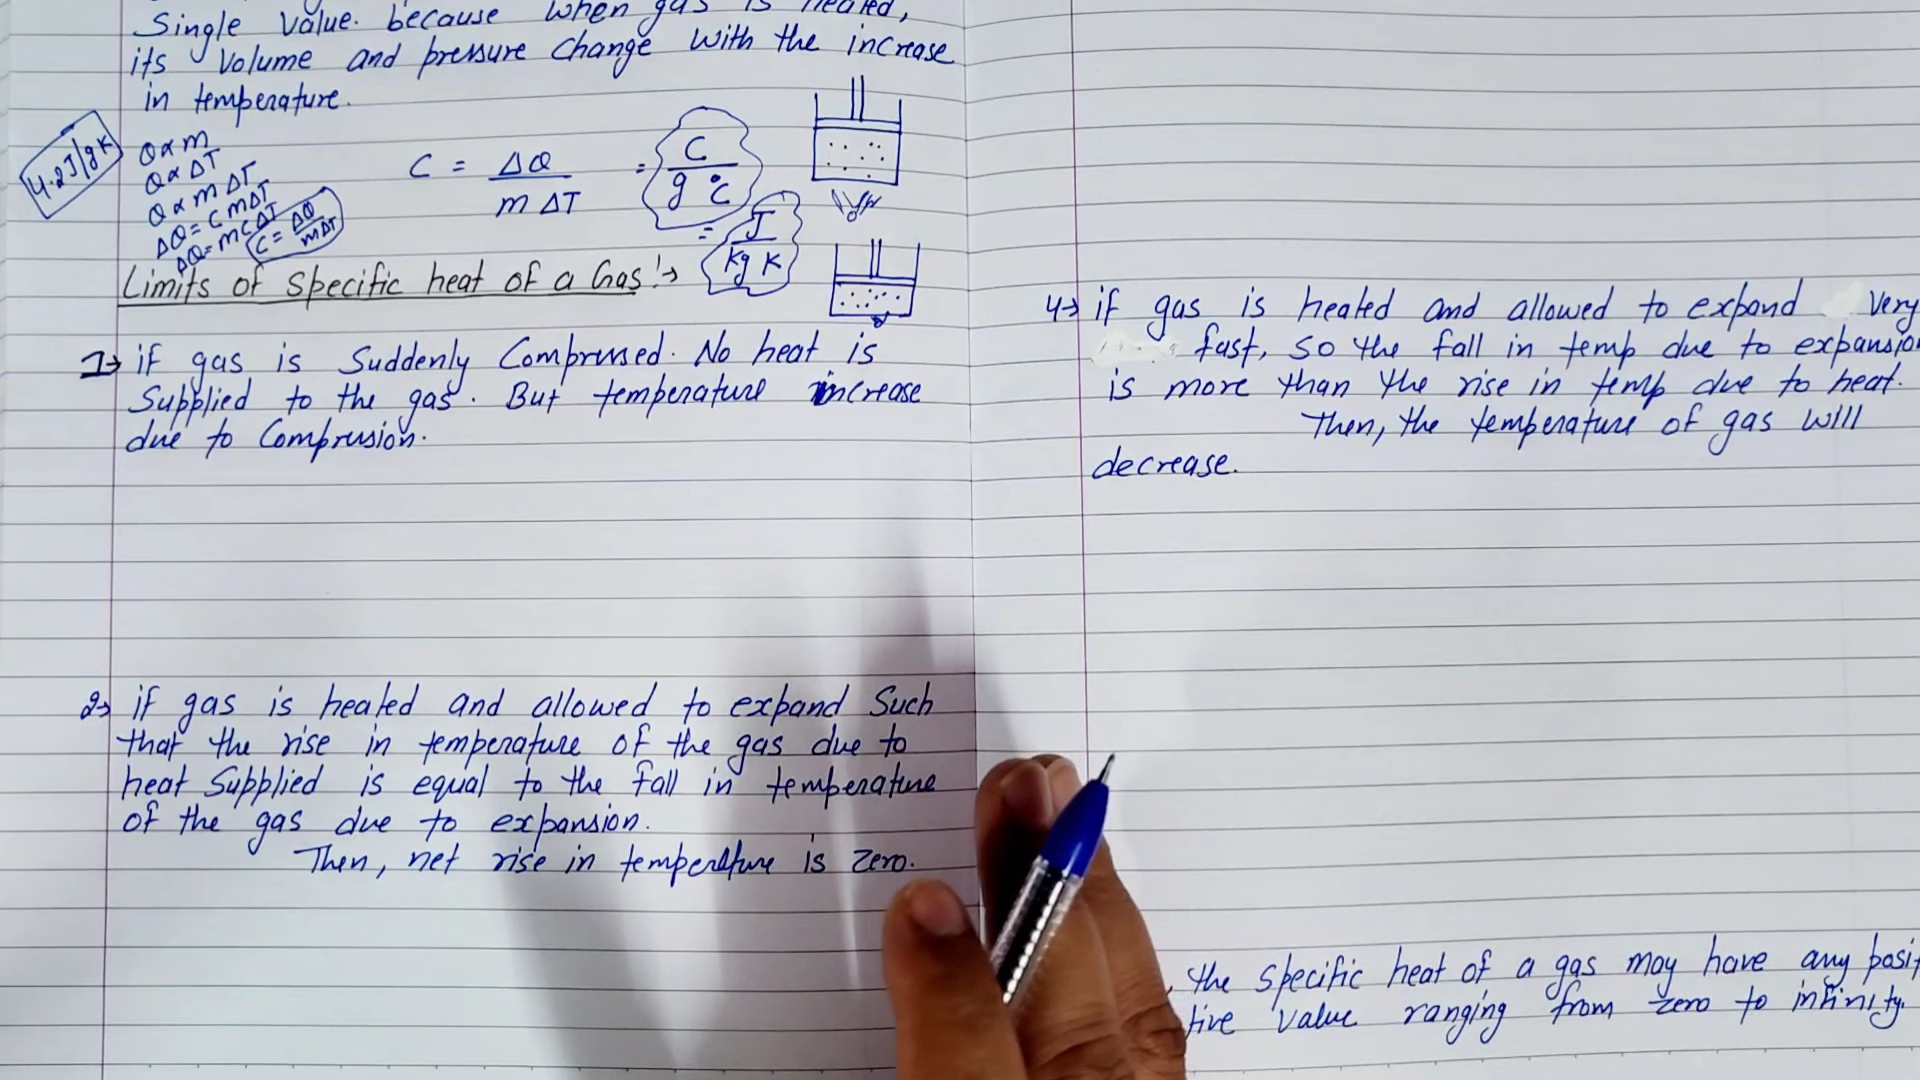 Single value. because when gas is heated,
its volume and pressure change with the increase
in temperature.
4.2J/gK
Q ∝ m
Q ∝ ΔT
Q ∝ m ΔT
ΔQ = C mΔT
ΔQ = mCΔT
C = ΔQ / mΔT
C = ΔQ / m ΔT = C / g °C
= J / kg K
Limits of specific heat of a Gas!→
1→ if gas is Suddenly Compressed. No heat is
Supplied to the gas. But temperature increase
due to Compression.
2→ if gas is heated and allowed to expand Such
that the rise in temperature of the gas due to
heat Supplied is equal to the fall in temperature
of the gas due to expansion.
Then, net rise in temperature is zero.
4→ if gas is heated and allowed to expand very
fast, so the fall in temp due to expansio
is more than the rise in temp due to heat.
Then, the temperature of gas will
decrease.
the specific heat of a gas may have any posit
tive value ranging from zero to infinity.